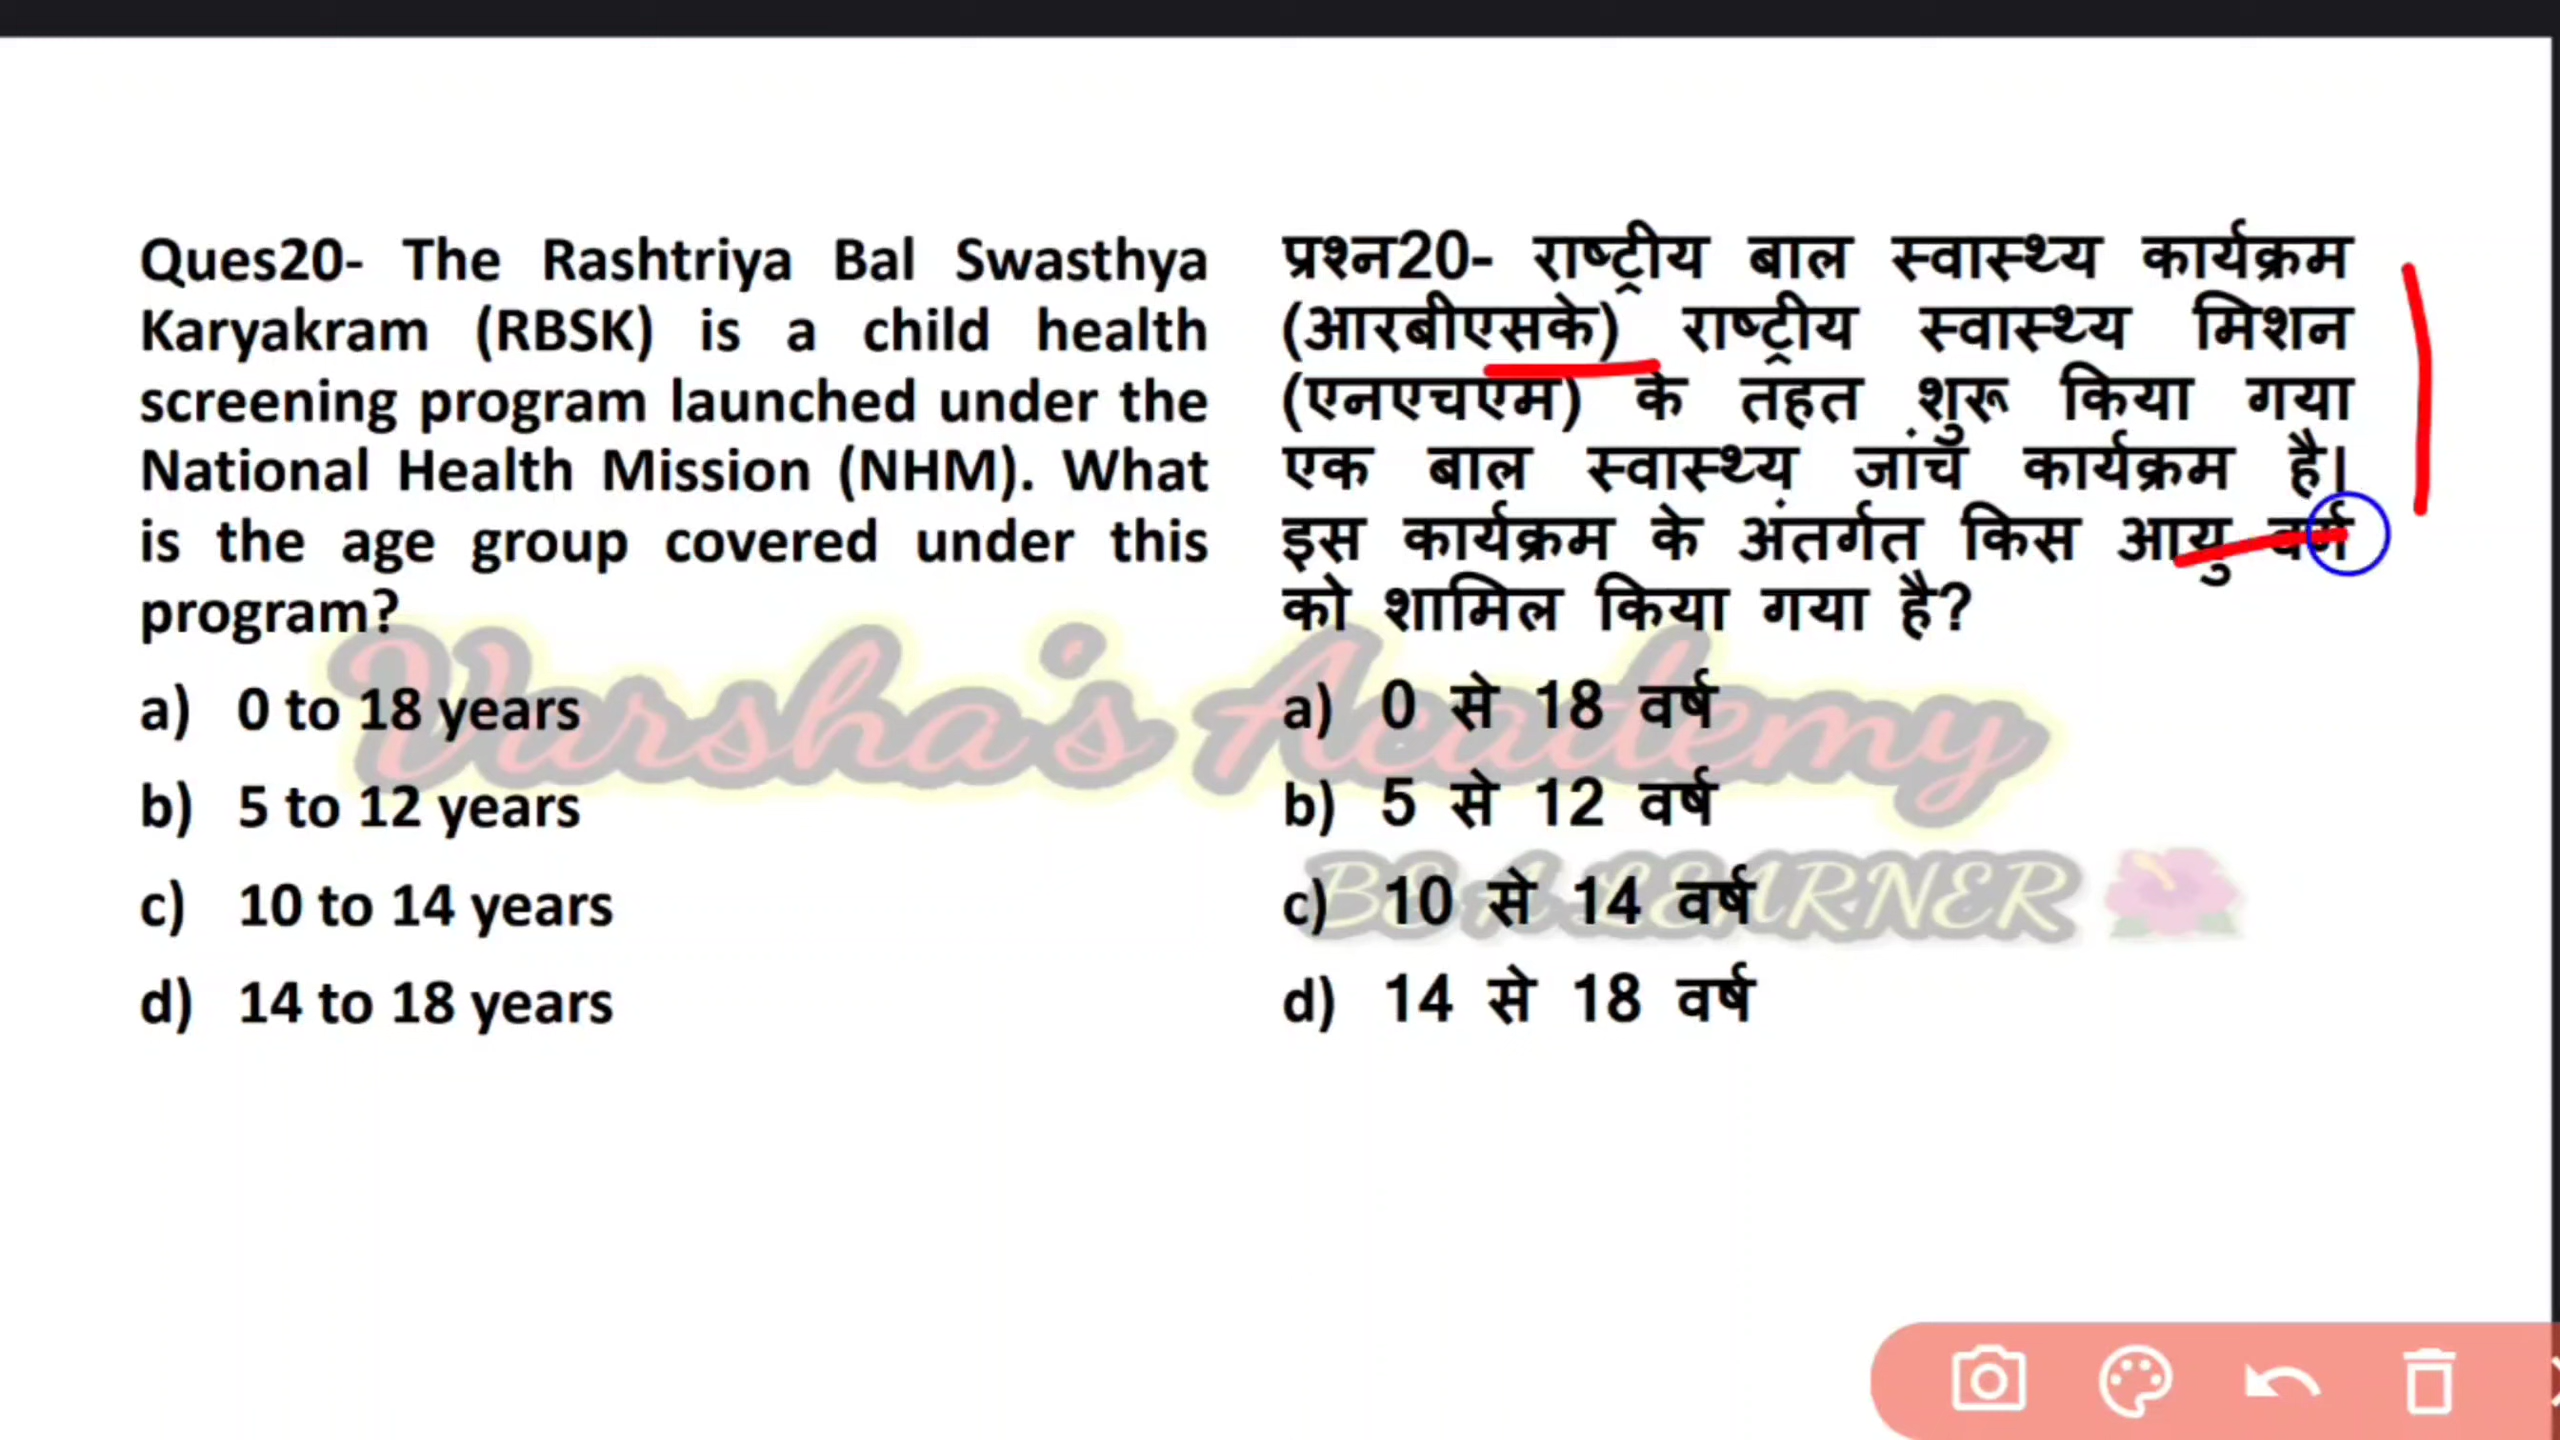 Ques20- The Rashtriya Bal Swasthya
Karyakram (RBSK) is a child health
screening program launched under the
National Health Mission (NHM). What
is the age group covered under this
program?
a) 0 to 18 years
b) 5 to 12 years
c) 10 to 14 years
d) 14 to 18 years
प्रश्न20- राष्ट्रीय बाल स्वास्थ्य कार्यक्रम
(आरबीएसके) राष्ट्रीय स्वास्थ्य मिशन
(एनएचएम) के तहत शुरू किया गया
एक बाल स्वास्थ्य जांच कार्यक्रम है।
इस कार्यक्रम के अंतर्गत किस आयु वर्ग
को शामिल किया गया है?
a) 0 से 18 वर्ष
b) 5 से 12 वर्ष
c) 10 से 14 वर्ष
d) 14 से 18 वर्ष
Varsha's Academy
BE A LEARNER